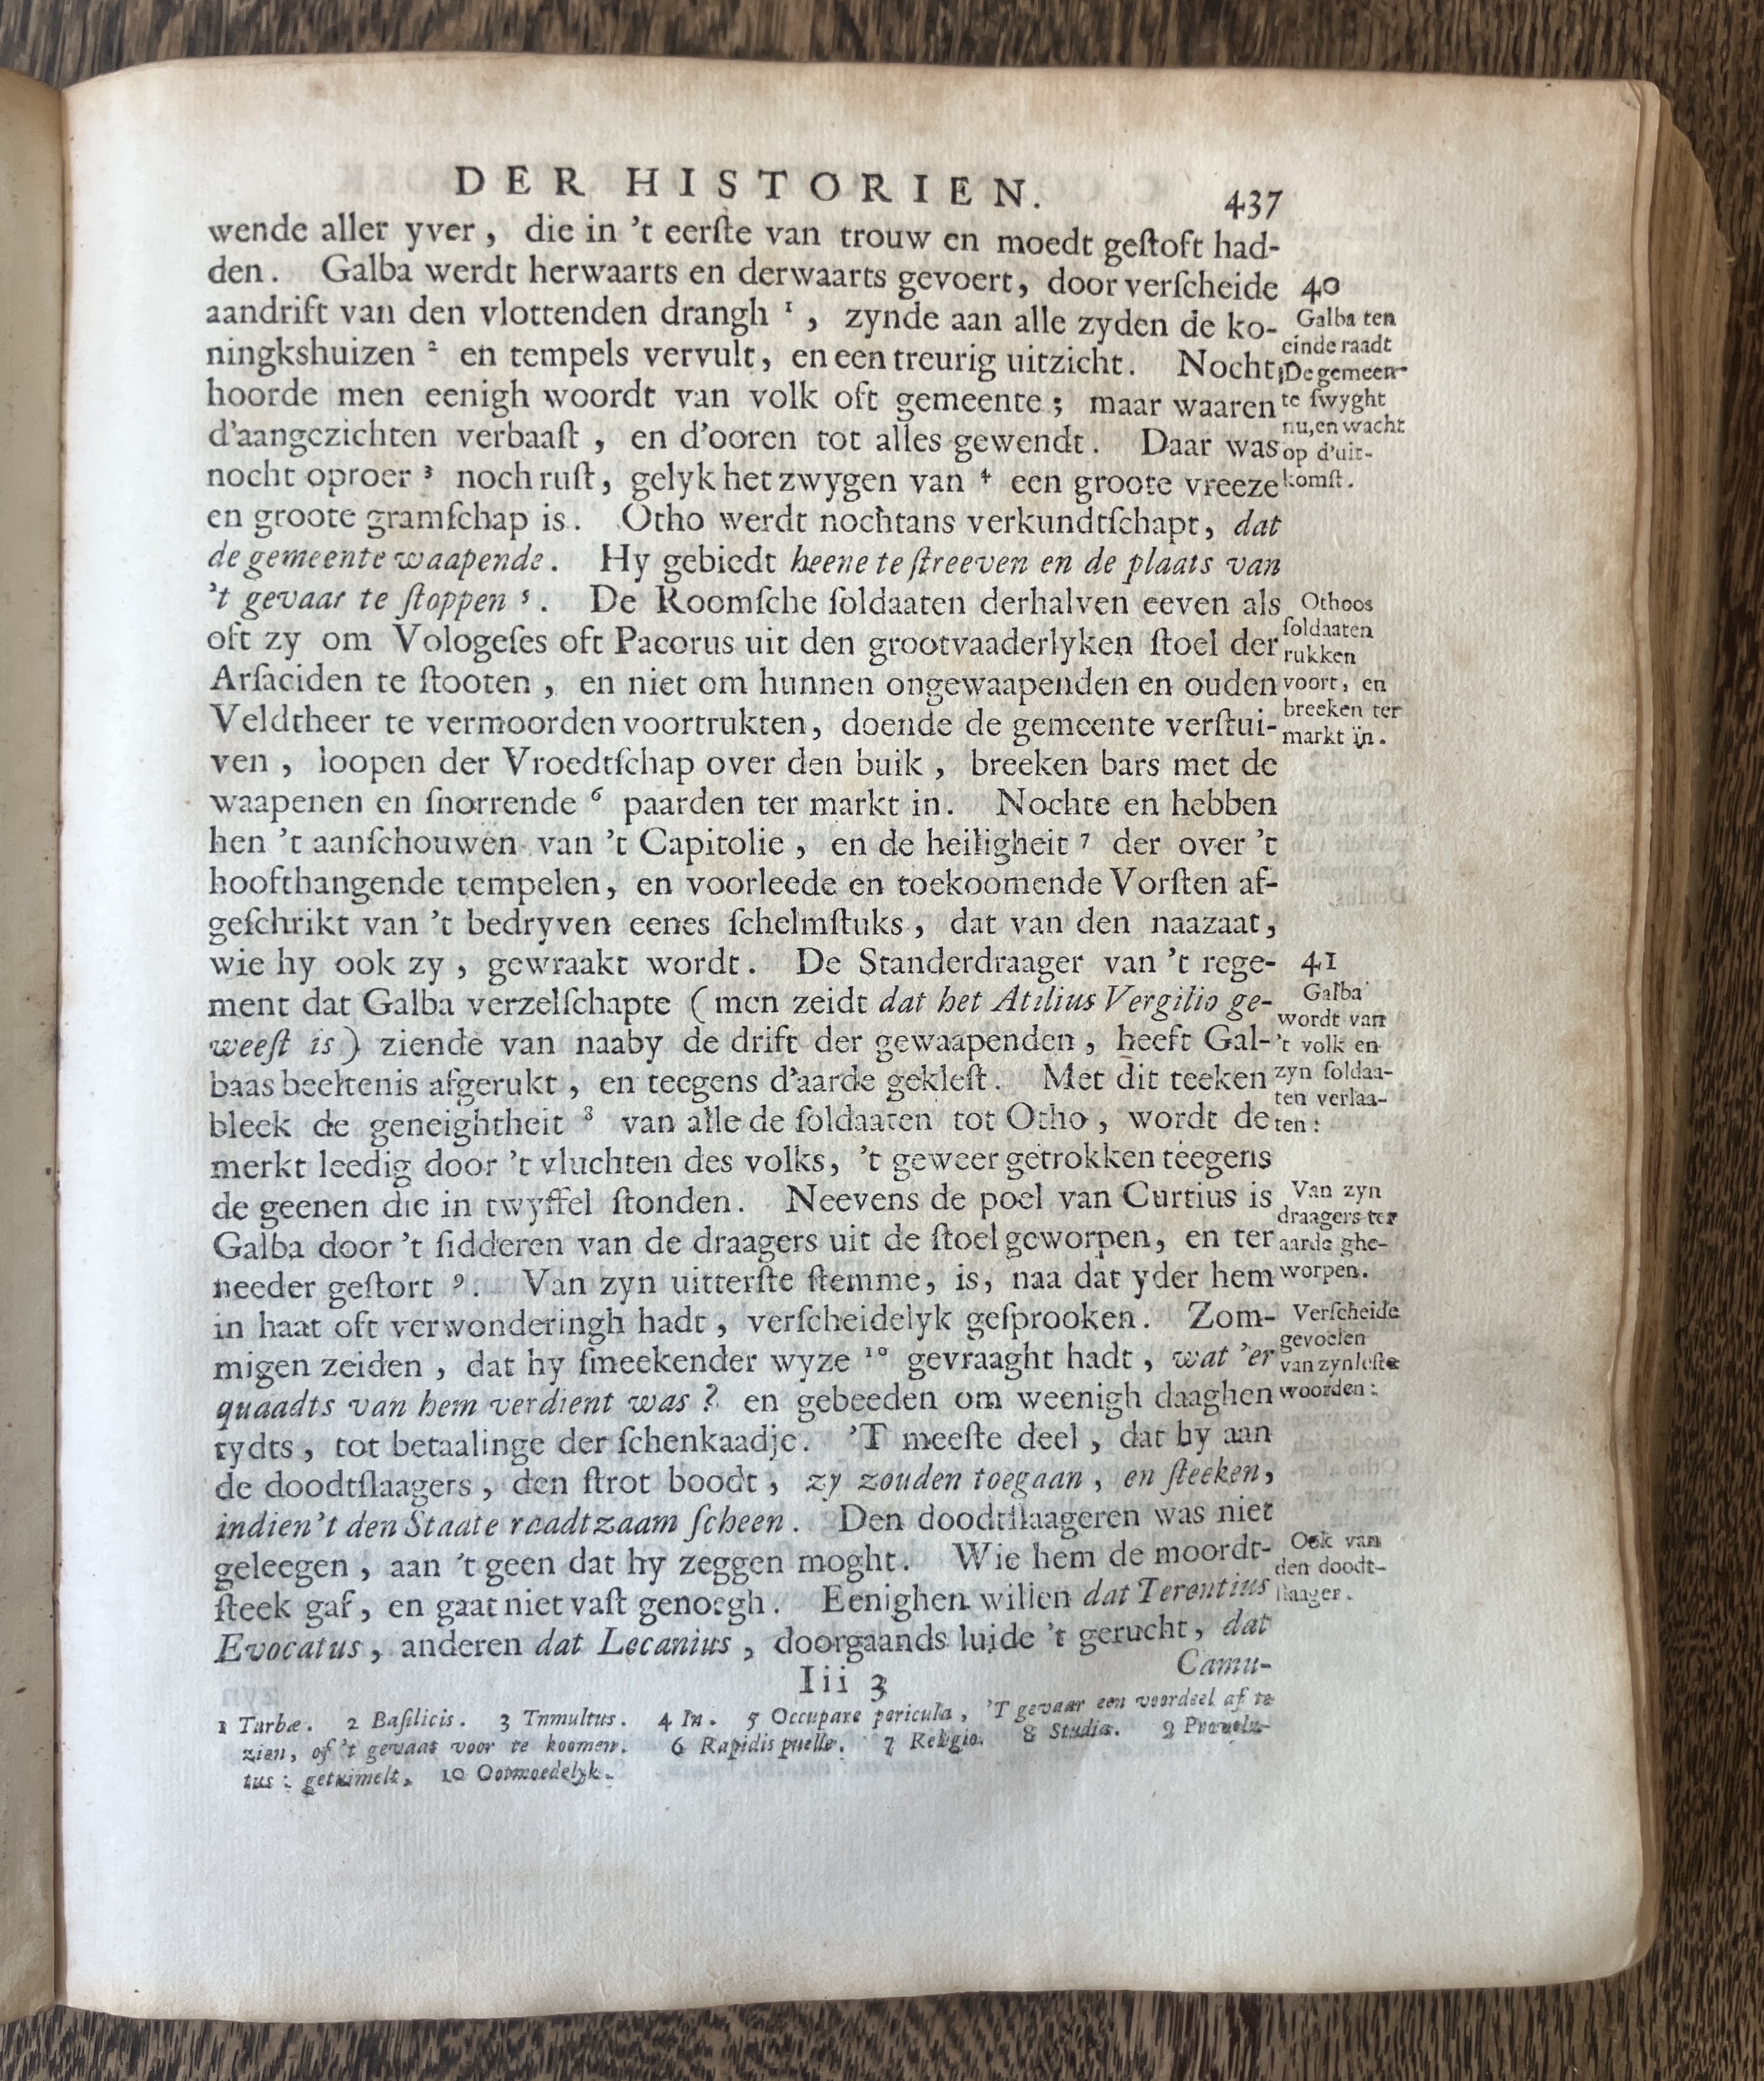 DER HISTORIEN. 437
wende aller yver, die in 't eerſte van trouw en moedt geſtoft had-
den. Galba werdt herwaarts en derwaarts gevoert, door verſcheide
aandrift van den vlottenden drangh ¹, zynde aan alle zyden de ko-
ningkshuizen ² en tempels vervult, en een treurig uitzicht. Nocht
hoorde men eenigh woordt van volk oft gemeente; maar waaren
d'aangezichten verbaaſt, en d'ooren tot alles gewendt. Daar was
nocht oproer ³ noch ruſt, gelyk het zwygen van ⁴ een groote vreeze
en groote gramſchap is. Otho werdt nochtans verkundtſchapt, dat
de gemeente waapende. Hy gebiedt heene te ſtreeven en de plaats van
't gevaar te ſtoppen ⁵. De Roomſche ſoldaaten derhalven eeven als
oft zy om Vologeſes oft Pacorus uit den grootvaaderlyken ſtoel der
Arſaciden te ſtooten, en niet om hunnen ongewaapenden en ouden
Veldtheer te vermoorden voortrukten, doende de gemeente verſtui-
ven, loopen der Vroedtſchap over den buik, breeken bars met de
waapenen en ſnorrende ⁶ paarden ter markt in. Nochte en hebben
hen 't aanſchouwen van 't Capitolie, en de heiligheit ⁷ der over 't
hoofthangende tempelen, en voorleede en toekoomende Vorſten af-
geſchrikt van 't bedryven eenes ſchelmſtuks, dat van den naazaat,
wie hy ook zy, gewraakt wordt. De Standerdraager van 't rege-
ment dat Galba verzelſchapte (men zeidt dat het Atilius Vergilio ge-
weeſt is) ziende van naaby de drift der gewaapenden, heeft Gal-
baas beeltenis afgerukt, en teegens d'aarde gekleſt. Met dit teeken
bleek de geneightheit ⁸ van alle de ſoldaaten tot Otho, wordt de
merkt leedig door 't vluchten des volks, 't geweer getrokken teegens
de geenen die in twyffel ſtonden. Neevens de poel van Curtius is
Galba door 't ſidderen van de draagers uit de ſtoel geworpen, en ter
needer geſtort ⁹. Van zyn uitterſte ſtemme, is, naa dat yder hem
in haat oft verwonderingh hadt, verſcheidelyk geſprooken. Zom-
migen zeiden, dat hy ſmeekender wyze ¹⁰ gevraaght hadt, wat 'er
quaadts van hem verdient was? en gebeeden om weenigh daaghen
tydts, tot betaalinge der ſchenkaadje. 'T meeſte deel, dat hy aan
de doodtſlaagers, den ſtrot boodt, zy zouden toegaan, en ſteeken,
indien't den Staate raadtzaam ſcheen. Den doodtſlaageren was niet
geleegen, aan 't geen dat hy zeggen moght. Wie hem de moordt-
ſteek gaf, en gaat niet vaſt genoegh. Eenighen willen dat Terentius
Evocatus, anderen dat Lecanius, doorgaands luide 't gerucht, dat
Camu-
Iii 3
40
Galba ten
einde raadt
De gemeen-
te ſwyght
nu, en wacht
op d'uit-
komſt.
Othoos
ſoldaaten
rukken
voort, en
breeken ter
markt in.
41
Galba
wordt van
't volk en
zyn ſoldaa-
ten verlaa-
ten:
Van zyn
draagers ter
aarde ghe-
worpen.
Verſcheide
gevoelen
van zyn leſte
woorden:
Ook van
den doodt-
ſlaager.
1 Turbæ. 2 Baſilicis. 3 Tnmultus. 4 In. 5 Occupare pericula, 'T gevaar een voordeel af te
zien, of 't gevaar voor te koomen. 6 Rapidis 7 Religio. 8 Studia. 9 Provolu-
tus: getuimelt. 10 Ootmoedelyk.